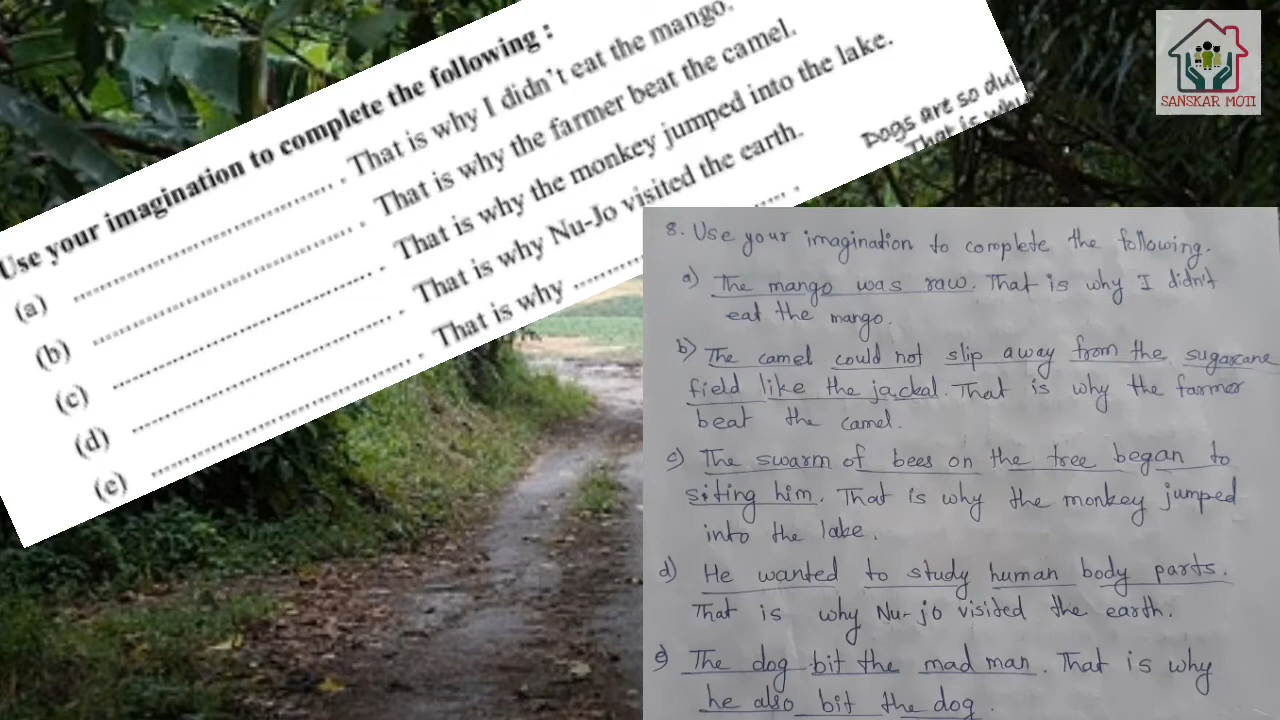 Use your imagination to complete the following :
(a) ........................................ . That is why I didn't eat the mango.
(b) ........................................ . That is why the farmer beat the camel.
(c) ........................................ . That is why the monkey jumped into the lake.
(d) ........................................ . That is why Nu-Jo visited the earth.
(e) ........................................ . That is why ........................................ .
Dogs are so dul
That is why
SANSKAR MOTI
8. Use your imagination to complete the following.
a) The mango was raw. That is why I didn't
eat the mango.
b) The camel could not slip away from the sugarcane
field like the jackal. That is why the farmer
beat the camel.
c) The swarm of bees on the tree began to
siting him. That is why the monkey jumped
into the lake.
d) He wanted to study human body parts.
That is why Nu-jo visited the earth.
e) The dog bit the mad man. That is why
he also bit the dog.